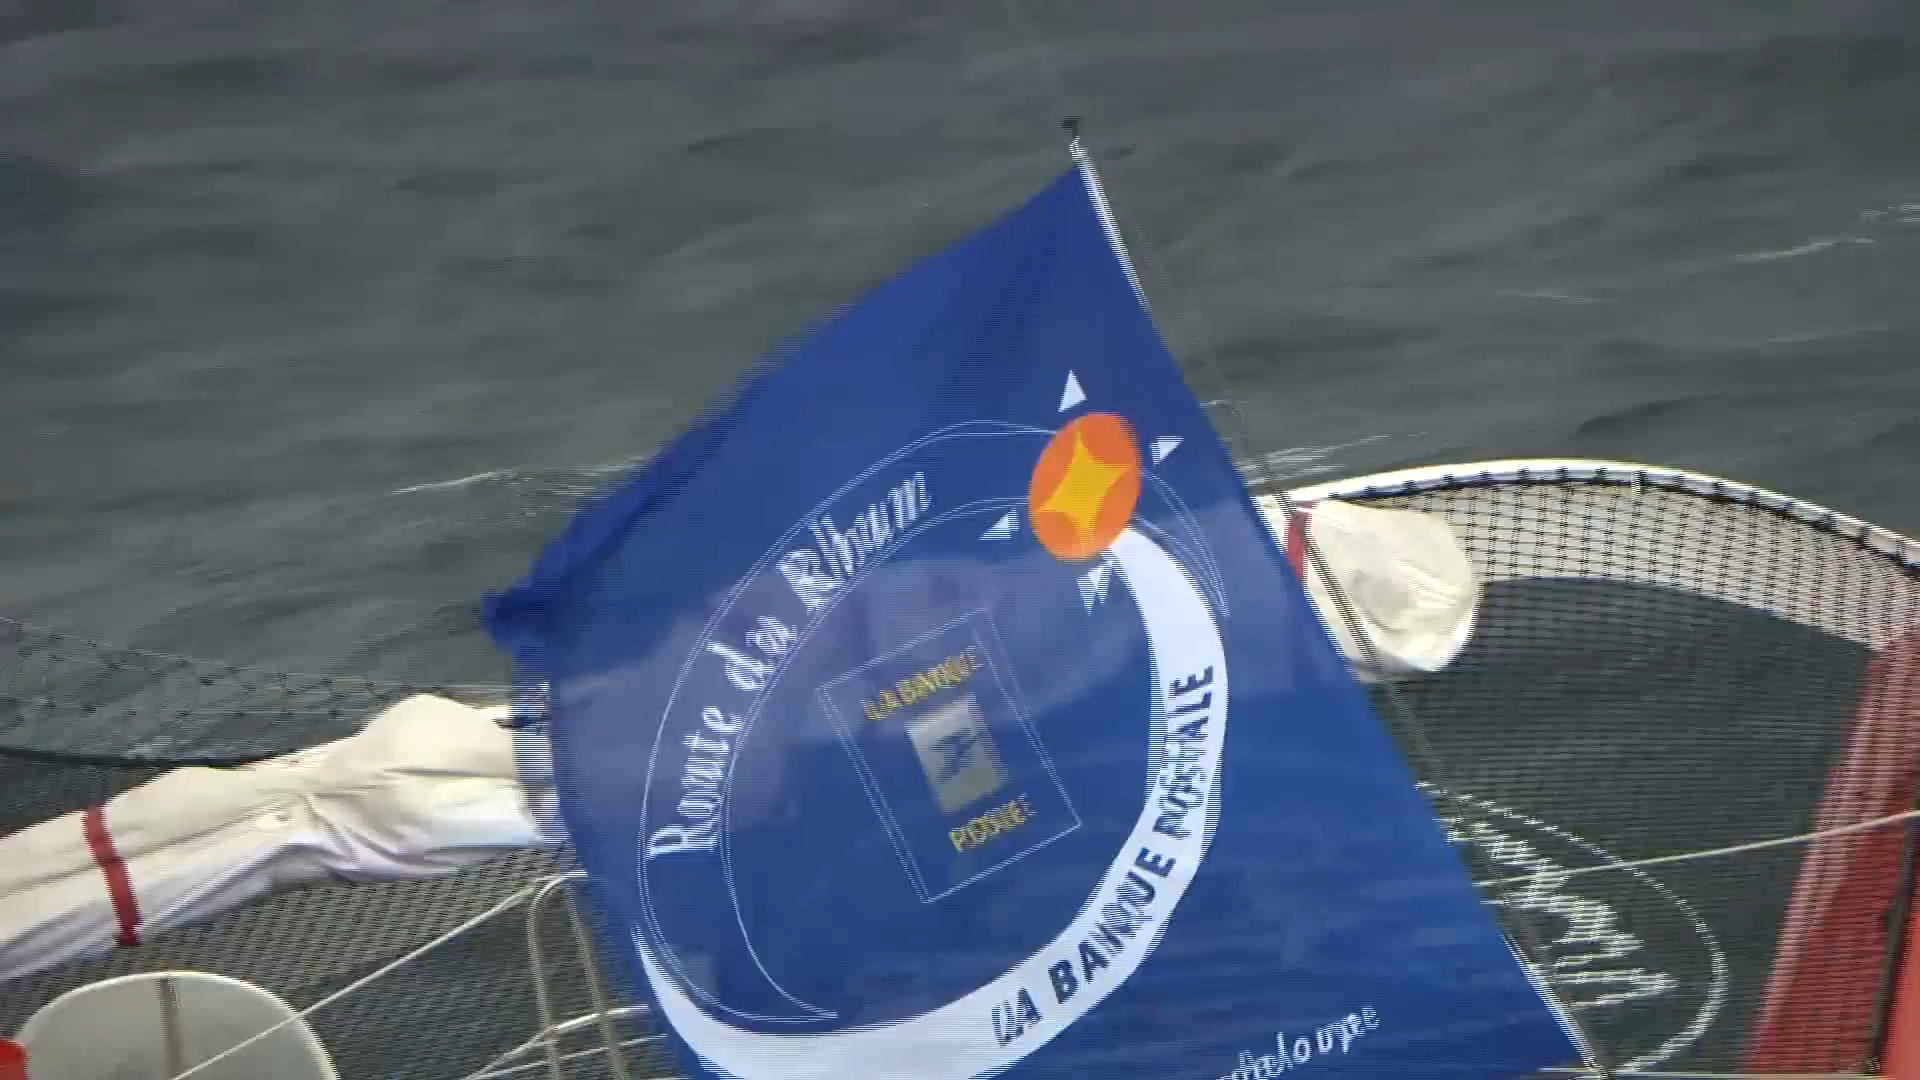 Route du Rhum
LA BANQUE
POSTALE
LA BANQUE POSTALE